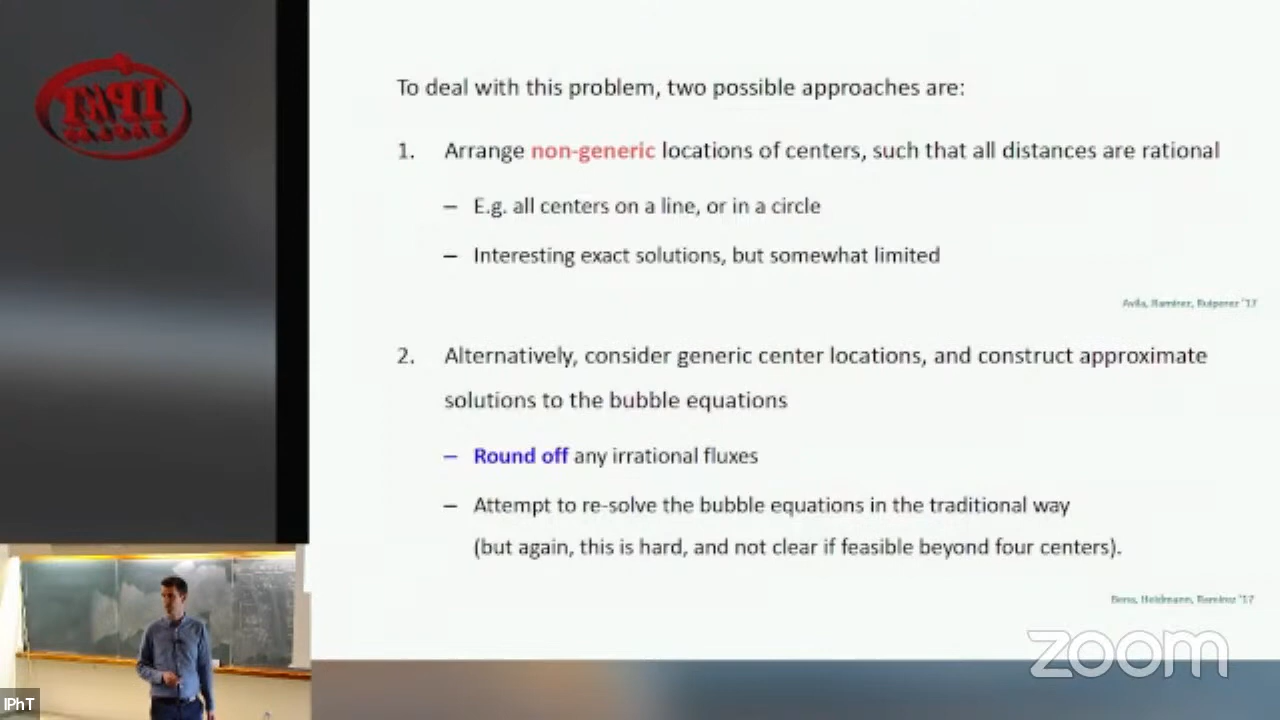 To deal with this problem, two possible approaches are:
1. Arrange non-generic locations of centers, such that all distances are rational
– E.g. all centers on a line, or in a circle
– Interesting exact solutions, but somewhat limited
Avila, Ramirez, Ruiperez '17
2. Alternatively, consider generic center locations, and construct approximate
solutions to the bubble equations
– Round off any irrational fluxes
– Attempt to re-solve the bubble equations in the traditional way
(but again, this is hard, and not clear if feasible beyond four centers).
Bena, Heidmann, Ramirez '17
zoom
IPhT